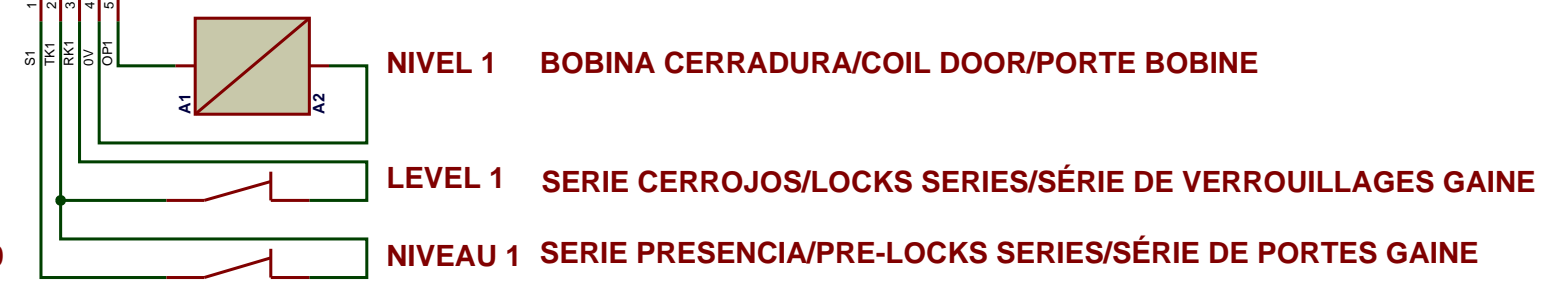 1 2 3 4 5
S1 TK1 RK1 0V OP1
A1 A2
NIVEL 1 BOBINA CERRADURA/COIL DOOR/PORTE BOBINE
LEVEL 1 SERIE CERROJOS/LOCKS SERIES/SÉRIE DE VERROUILLAGES GAINE
NIVEAU 1 SERIE PRESENCIA/PRE-LOCKS SERIES/SÉRIE DE PORTES GAINE